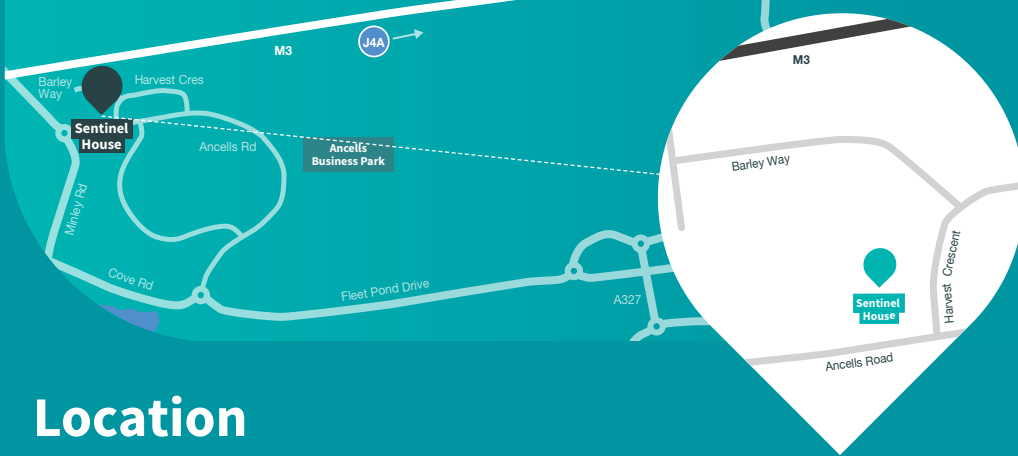 M3
J4A
Barley
Way
Harvest Cres
Sentinel
House
Ancells Rd
Ancells
Business Park
Minley Rd
Cove Rd
Fleet Pond Drive
A327
M3
Barley Way
Harvest Crescent
Sentinel
House
Ancells Road
Location